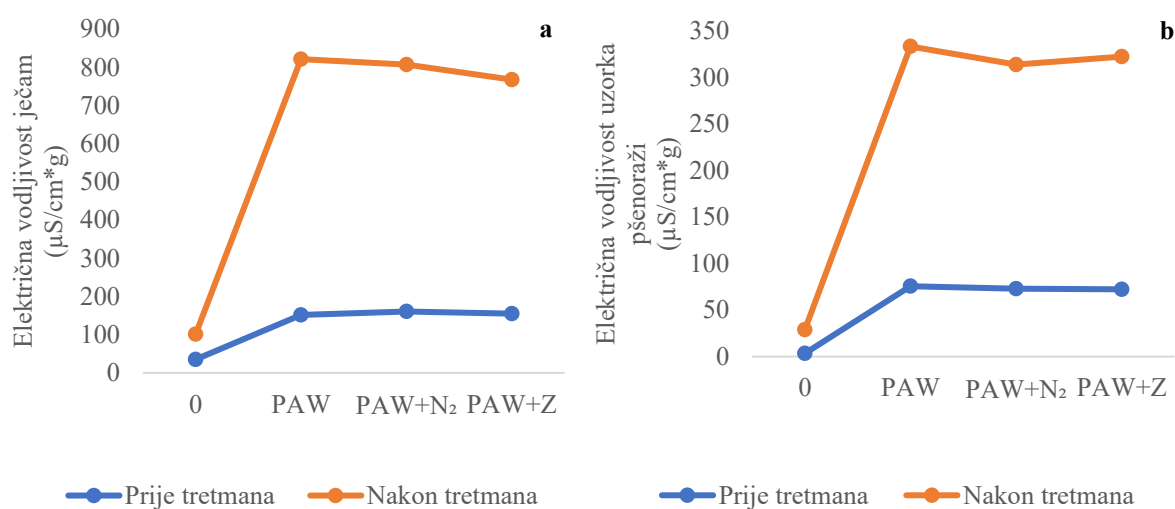 a
Električna vodljivost ječam
(µS/cm*g)
900
800
700
600
500
400
300
200
100
0
0
PAW
PAW+N₂
PAW+Z
Prije tretmana
Nakon tretmana
b
Električna vodljivost uzorka
pšenoraži
(µS/cm*g)
350
300
250
200
150
100
50
0
0
PAW
PAW+N₂
PAW+Z
Prije tretmana
Nakon tretmana